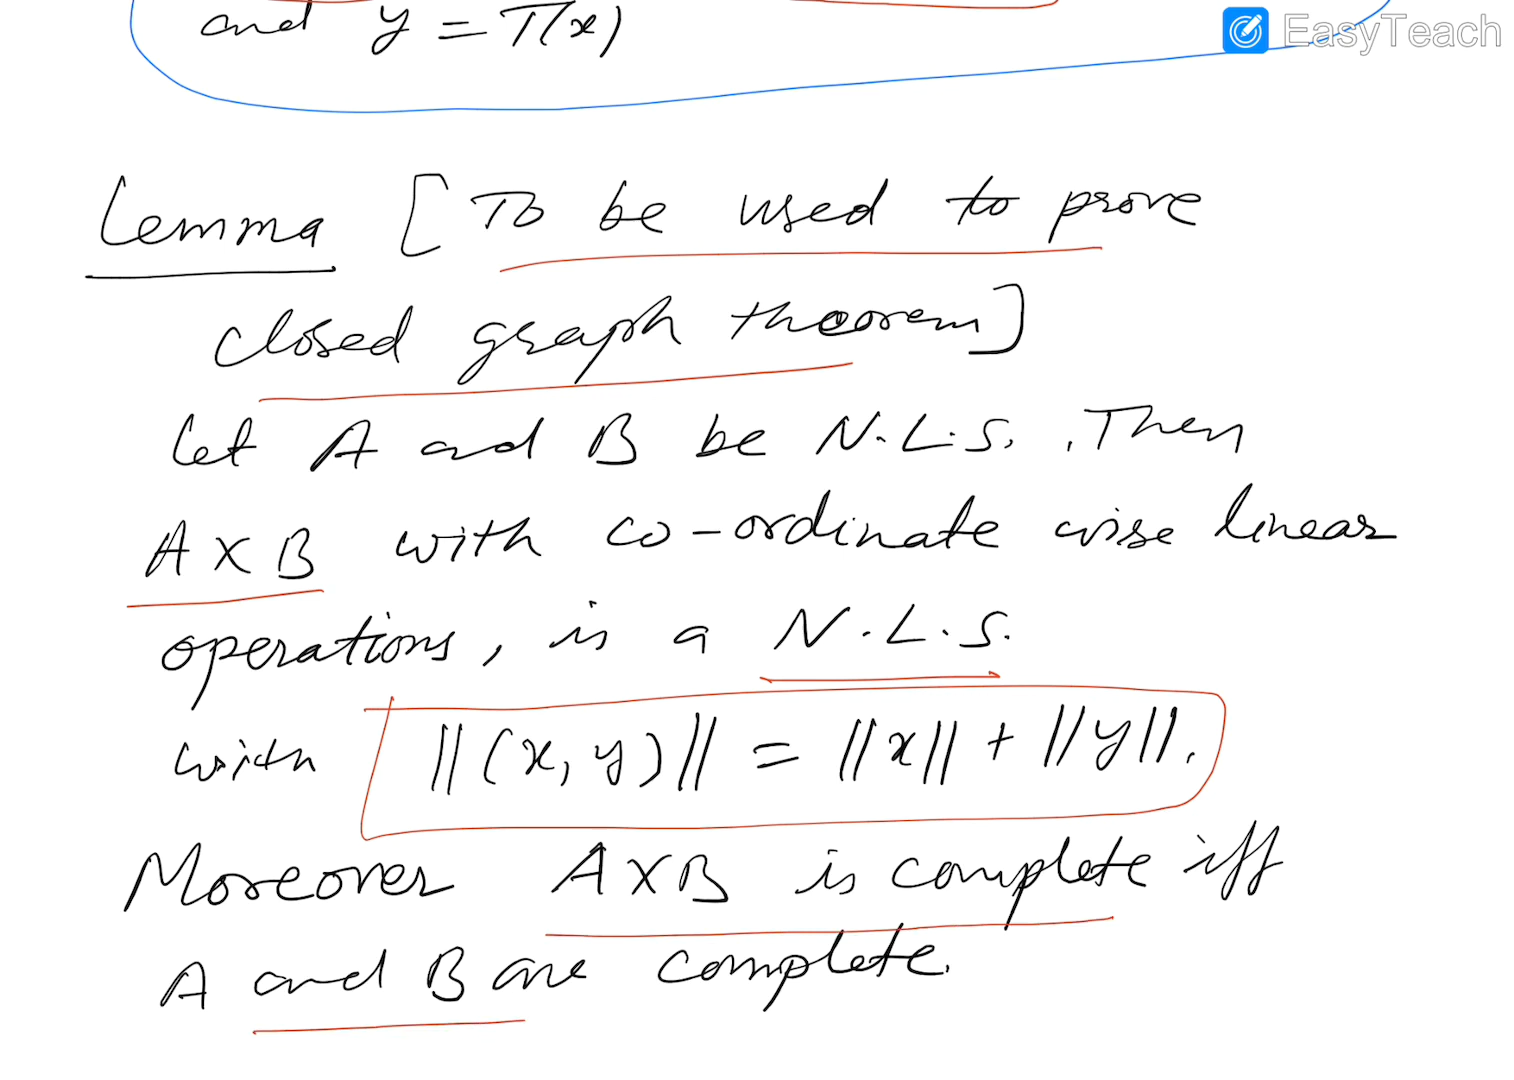 and y = T(x)
EasyTeach
Lemma [To be used to prove
closed graph theorem]
Let A and B be N.L.S. .Then
A X B with co-ordinate wise linear
operations, is a N.L.S.
with ||(x, y)|| = ||x|| + ||y||.
Moreover AXB is complete iff
A and B are complete.